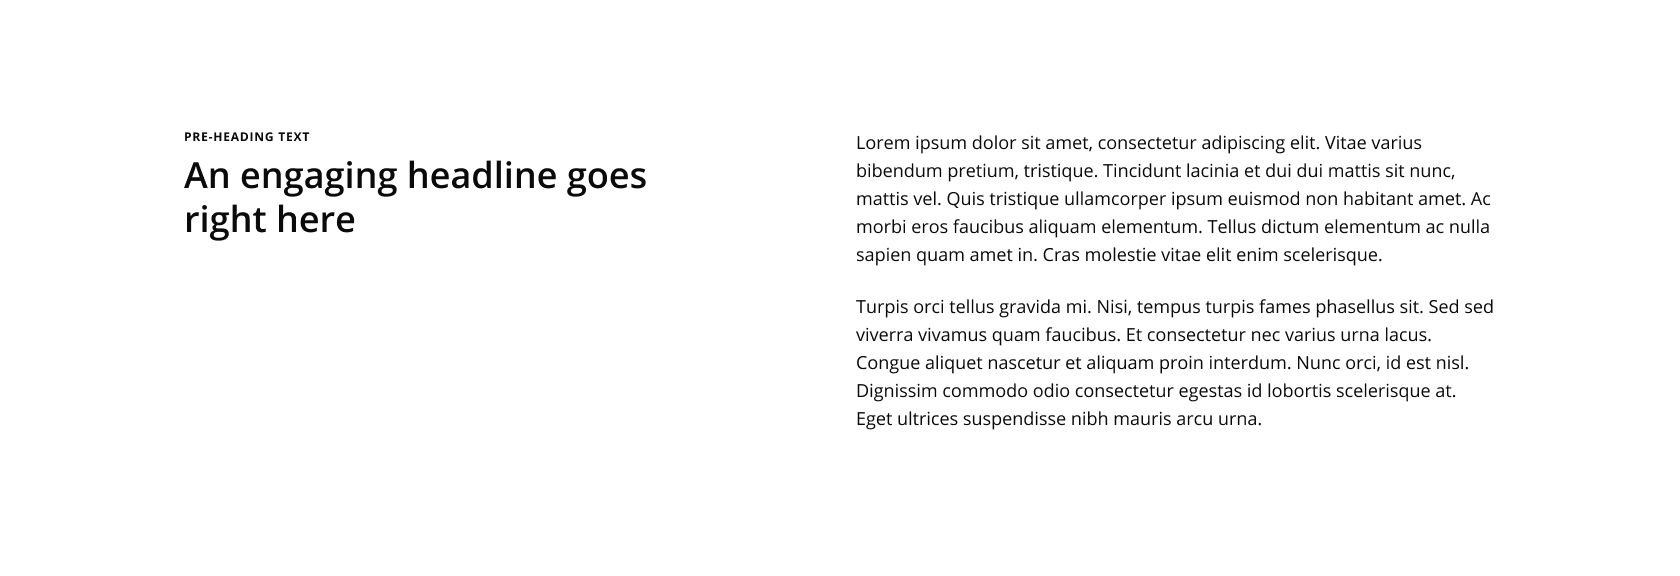 PRE-HEADING TEXT
An engaging headline goes
right here
Lorem ipsum dolor sit amet, consectetur adipiscing elit. Vitae varius
bibendum pretium, tristique. Tincidunt lacinia et dui dui mattis sit nunc,
mattis vel. Quis tristique ullamcorper ipsum euismod non habitant amet. Ac
morbi eros faucibus aliquam elementum. Tellus dictum elementum ac nulla
sapien quam amet in. Cras molestie vitae elit enim scelerisque.
Turpis orci tellus gravida mi. Nisi, tempus turpis fames phasellus sit. Sed sed
viverra vivamus quam faucibus. Et consectetur nec varius urna lacus.
Congue aliquet nascetur et aliquam proin interdum. Nunc orci, id est nisl.
Dignissim commodo odio consectetur egestas id lobortis scelerisque at.
Eget ultrices suspendisse nibh mauris arcu urna.